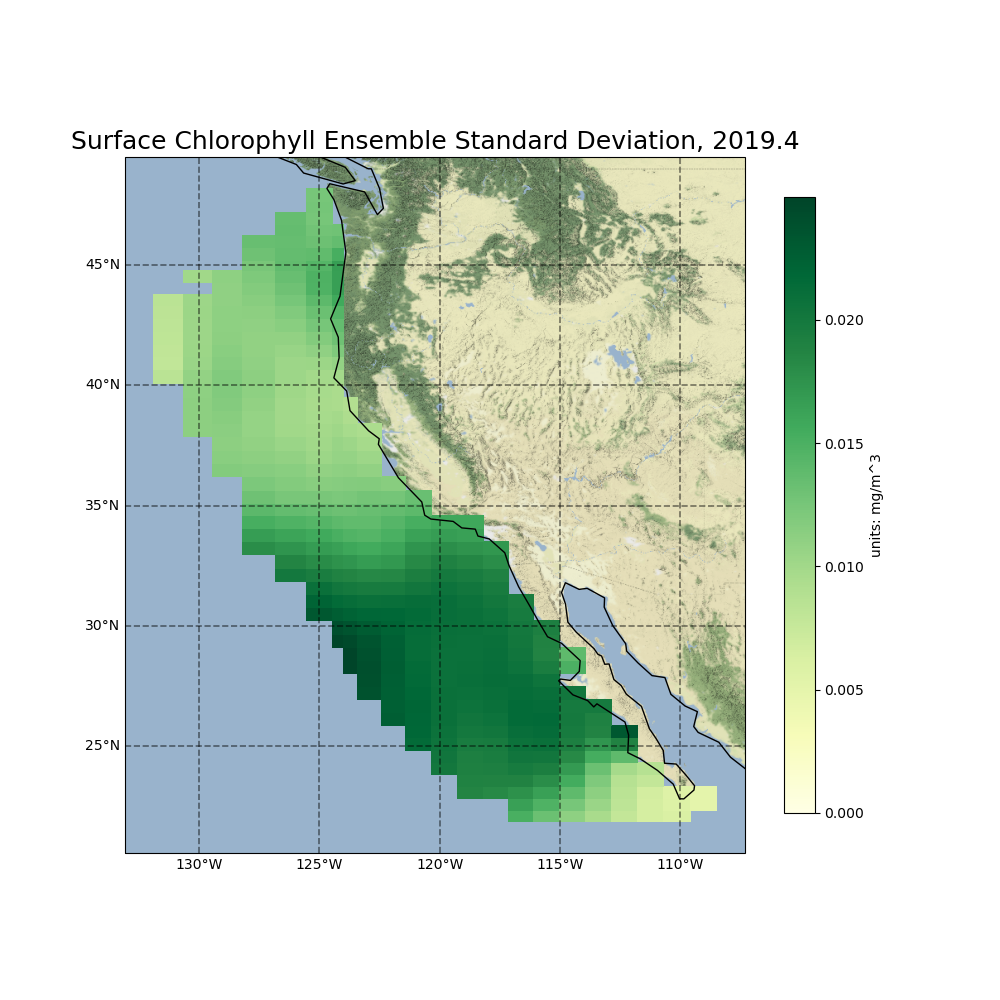 Surface Chlorophyll Ensemble Standard Deviation, 2019.4
45°N
40°N
35°N
30°N
25°N
130°W
125°W
120°W
115°W
110°W
0.020
0.015
0.010
0.005
0.000
units: mg/m^3